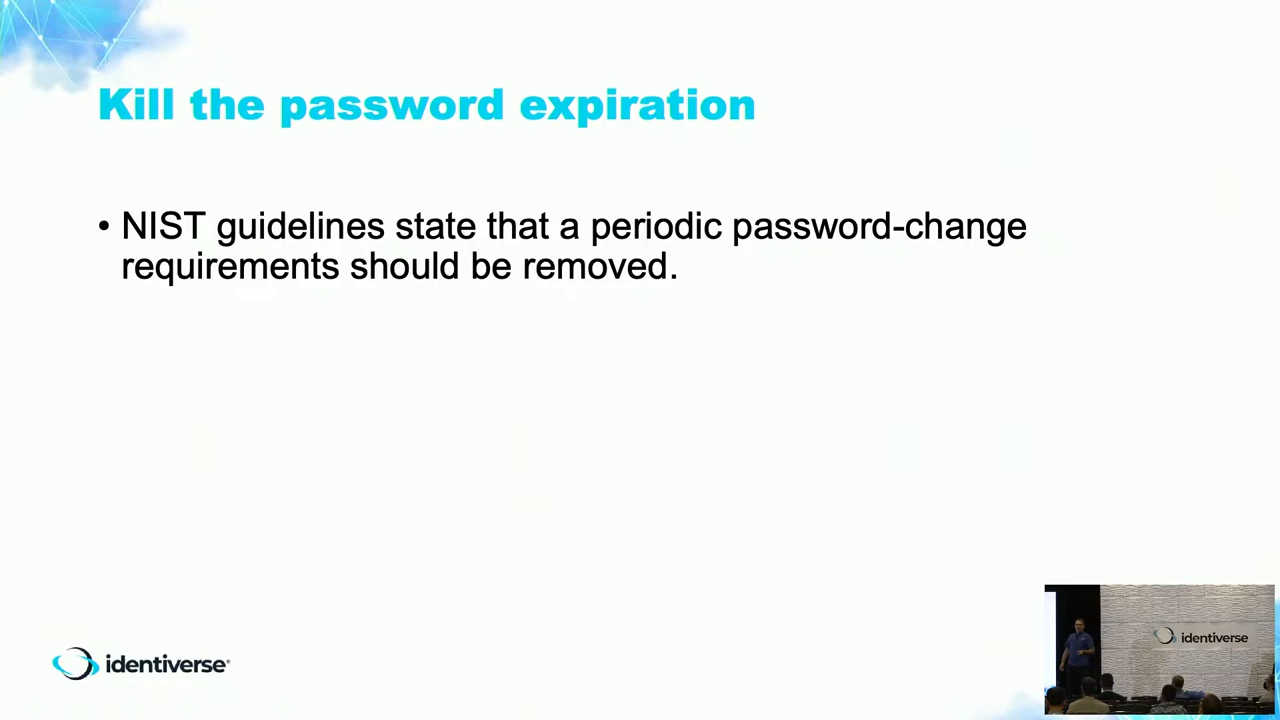 Kill the password expiration
• NIST guidelines state that a periodic password-change
requirements should be removed.
identiverse®
identiverse